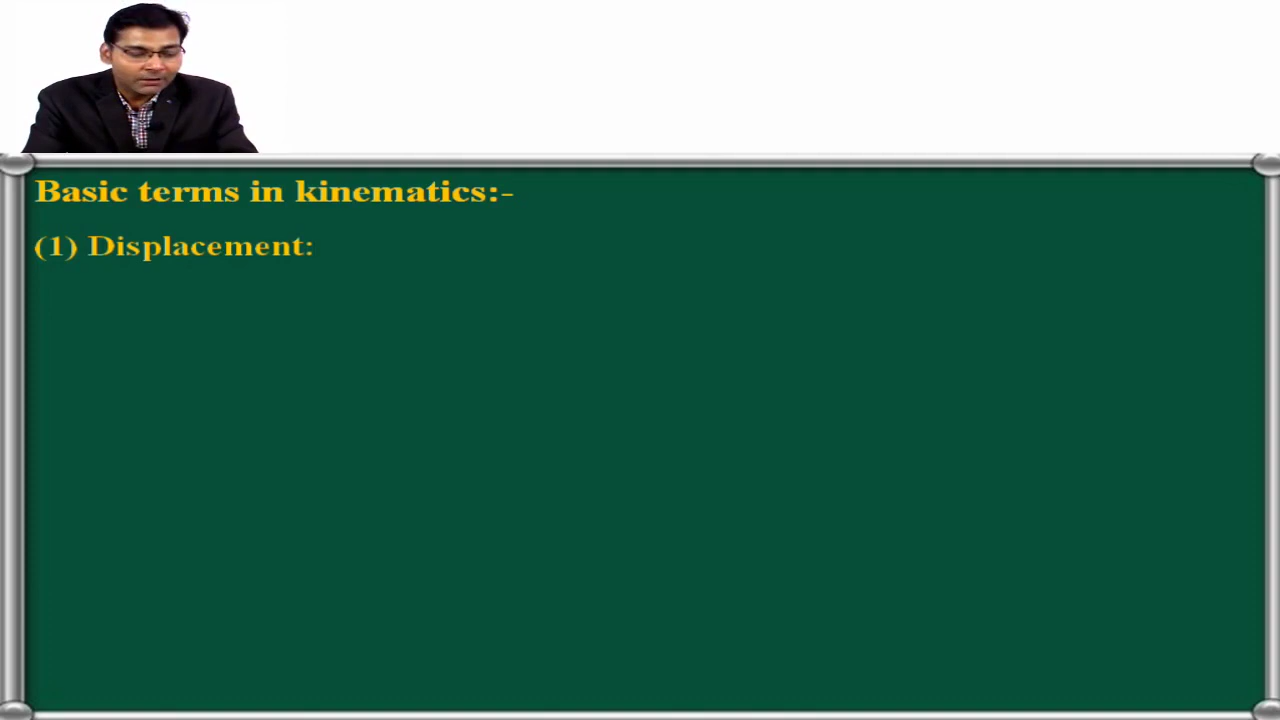 Basic terms in kinematics:-
(1) Displacement: